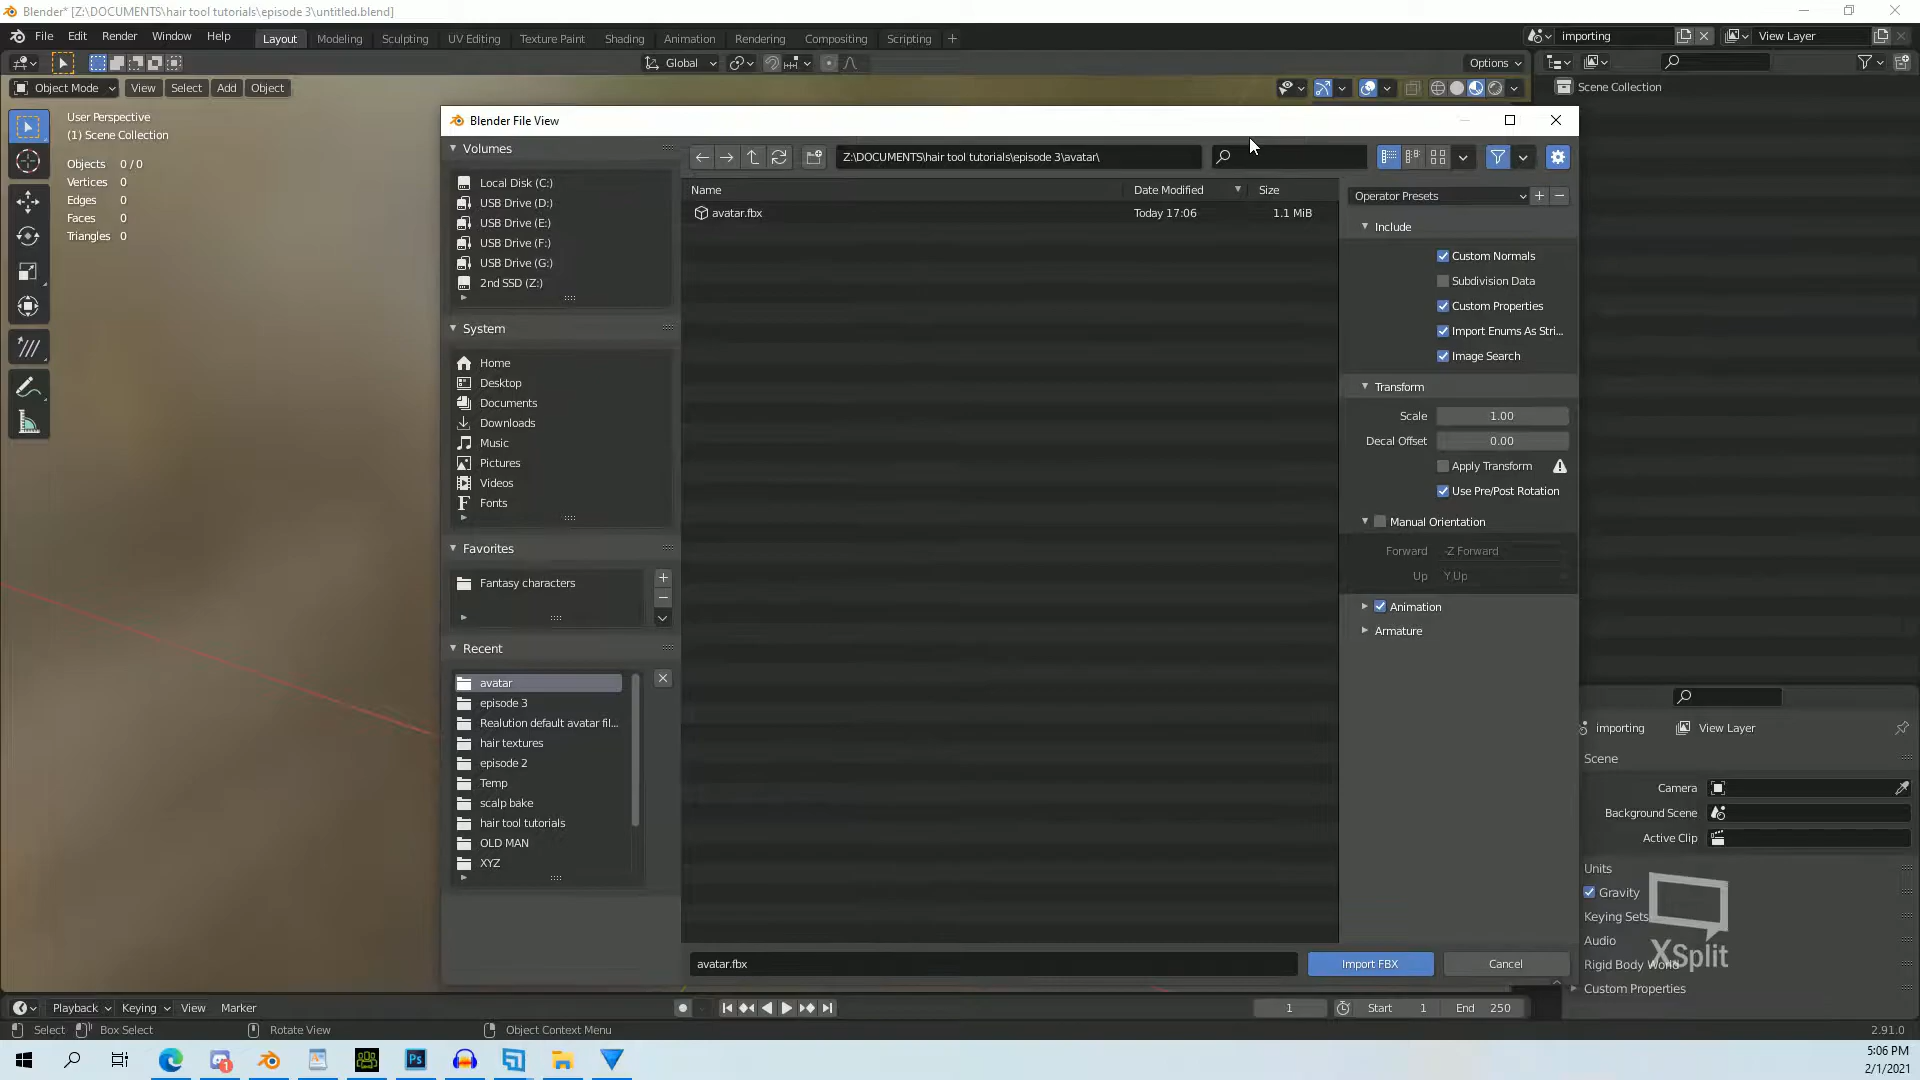 Blender* [Z:\DOCUMENTS\hair tool tutorials\episode 3\untitled.blend]
File Edit Render Window Help Layout Modeling Sculpting UV Editing Texture Paint Shading Animation Rendering Compositing Scripting + importing View Layer
Global Options
Object Mode View Select Add Object Scene Collection
User Perspective
(1) Scene Collection
Objects 0 / 0
Vertices 0
Edges 0
Faces 0
Triangles 0
Blender File View
Volumes
Local Disk (C:)
USB Drive (D:)
USB Drive (E:)
USB Drive (F:)
USB Drive (G:)
2nd SSD (Z:)
System
Home
Desktop
Documents
Downloads
Music
Pictures
Videos
Fonts
Favorites
Fantasy characters
Recent
avatar
episode 3
Realution default avatar fil...
hair textures
episode 2
Temp
scalp bake
hair tool tutorials
OLD MAN
XYZ
Z:\DOCUMENTS\hair tool tutorials\episode 3\avatar\
Name Date Modified Size
avatar.fbx Today 17:06 1.1 MiB
Operator Presets
Include
Custom Normals
Subdivision Data
Custom Properties
Import Enums As Stri...
Image Search
Transform
Scale 1.00
Decal Offset 0.00
Apply Transform
Use Pre/Post Rotation
Manual Orientation
Forward -Z Forward
Up Y Up
Animation
Armature
avatar.fbx Import FBX Cancel
importing View Layer
Scene
Camera
Background Scene
Active Clip
Units
Gravity
Keying Sets
Audio
Rigid Body World
Custom Properties
XSplit
Playback Keying View Marker 1 Start 1 End 250
Select Box Select Rotate View Object Context Menu 2.91.0
Ps
5:06 PM
2/1/2021